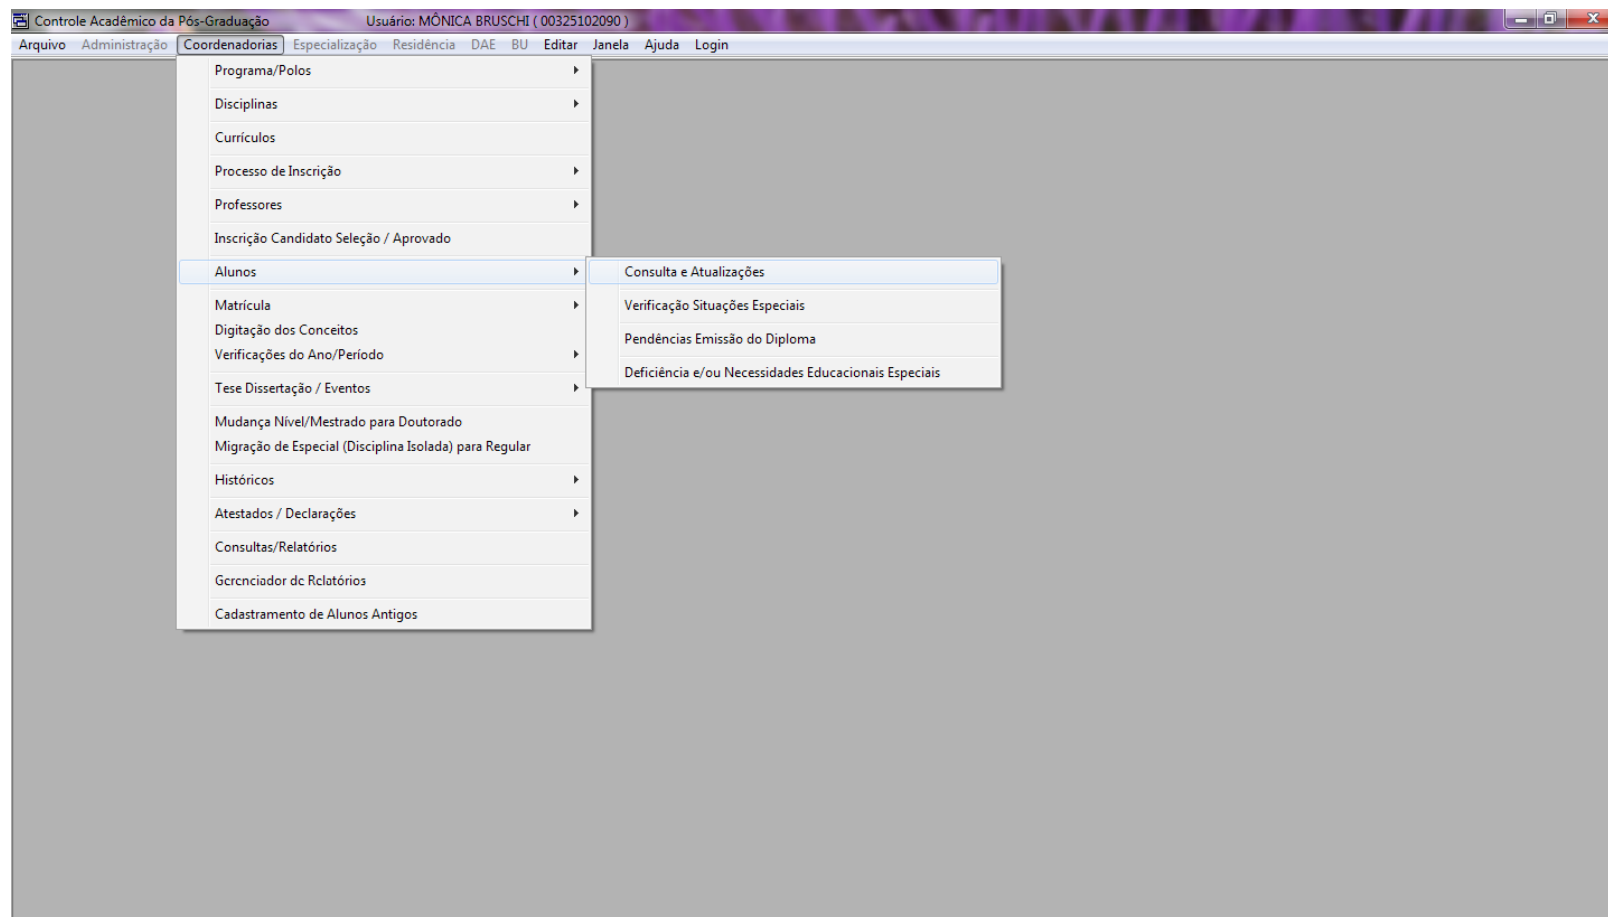 Controle Acadêmico da Pós-Graduação Usuário: MÔNICA BRUSCHI ( 00325102090 )
Arquivo Administração Coordenadorias Especialização Residência DAE BU Editar Janela Ajuda Login
Programa/Polos
Disciplinas
Currículos
Processo de Inscrição
Professores
Inscrição Candidato Seleção / Aprovado
Alunos
Matrícula
Digitação dos Conceitos
Verificações do Ano/Período
Tese Dissertação / Eventos
Mudança Nível/Mestrado para Doutorado
Migração de Especial (Disciplina Isolada) para Regular
Históricos
Atestados / Declarações
Consultas/Relatórios
Gerenciador de Relatórios
Cadastramento de Alunos Antigos
Consulta e Atualizações
Verificação Situações Especiais
Pendências Emissão do Diploma
Deficiência e/ou Necessidades Educacionais Especiais